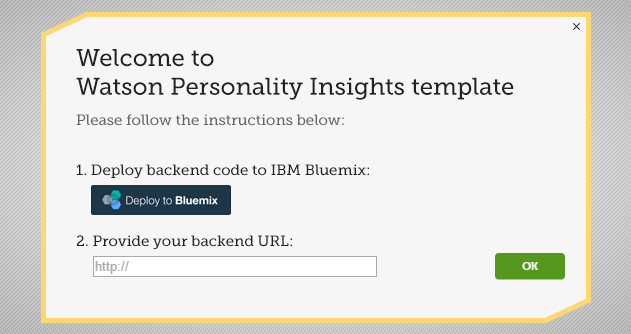 ×
Welcome to
Watson Personality Insights template
Please follow the instructions below:
1. Deploy backend code to IBM Bluemix:
Deploy to Bluemix
2. Provide your backend URL:
http://
OK